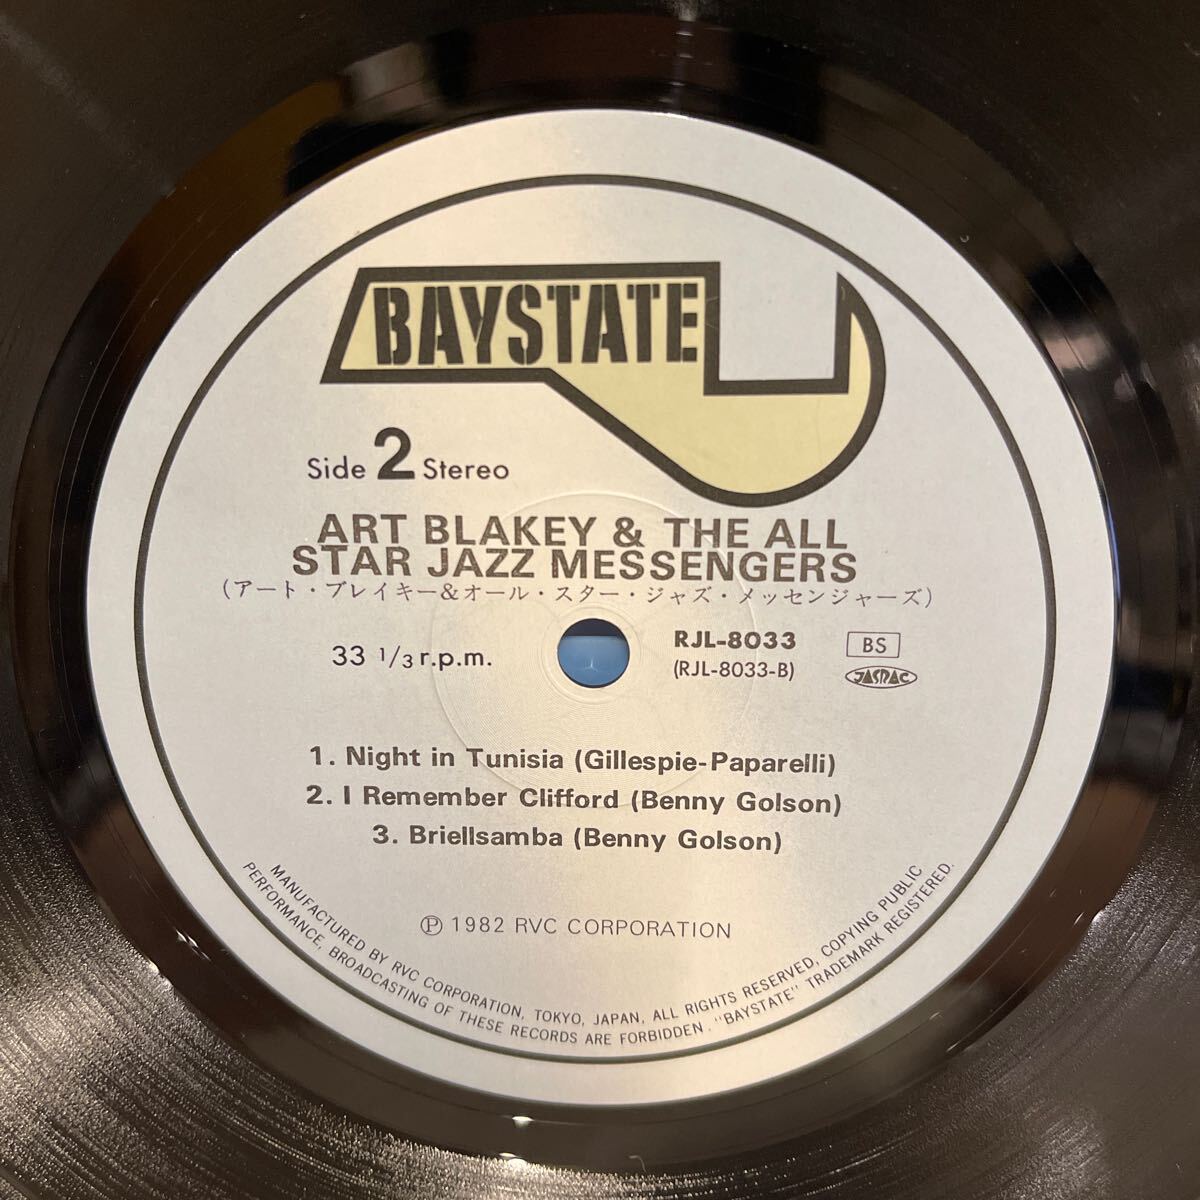 BAYSTATE
Side 2 Stereo
ART BLAKEY & THE ALL
STAR JAZZ MESSENGERS
(アート・ブレイキー&オール・スター・ジャズ・メッセンジャーズ)
33 1/3 r.p.m.
RJL-8033
(RJL-8033-B)
BS
JASRAC
1. Night in Tunisia (Gillespie-Paparelli)
2. I Remember Clifford (Benny Golson)
3. Briellsamba (Benny Golson)
℗ 1982 RVC CORPORATION
MANUFACTURED BY RVC CORPORATION, TOKYO, JAPAN, ALL RIGHTS RESERVED, COPYING PUBLIC
PERFORMANCE, BROADCASTING OF THESE RECORDS ARE FORBIDDEN. "BAYSTATE" TRADEMARK REGISTERED.